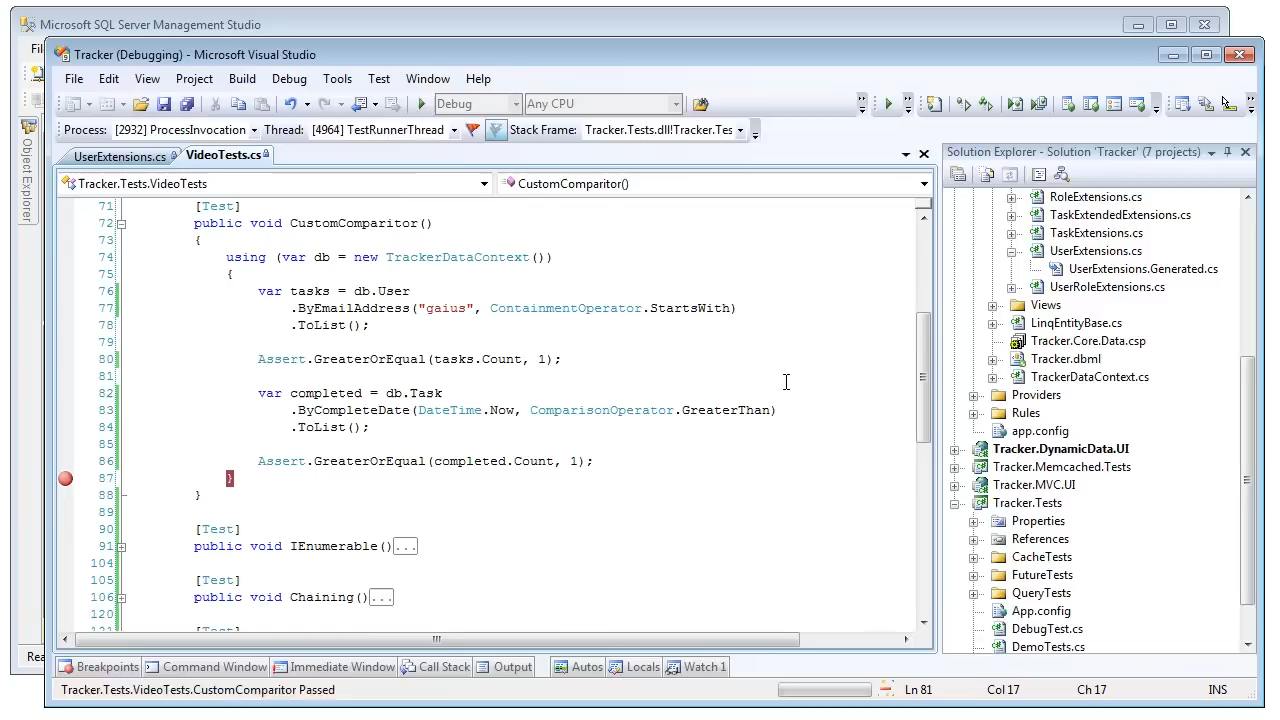 Microsoft SQL Server Management Studio
Fil
Tracker (Debugging) - Microsoft Visual Studio
File Edit View Project Build Debug Tools Test Window Help
Debug Any CPU
Process: [2932] ProcessInvocation Thread: [4964] TestRunnerThread Stack Frame: Tracker.Tests.dll!Tracker.Tes
Object Explorer
UserExtensions.cs VideoTests.cs
Tracker.Tests.VideoTests CustomComparitor()
71 [Test]
72 public void CustomComparitor()
73 {
74 using (var db = new TrackerDataContext())
75 {
76 var tasks = db.User
77 .ByEmailAddress("gaius", ContainmentOperator.StartsWith)
78 .ToList();
79
80 Assert.GreaterOrEqual(tasks.Count, 1);
81
82 var completed = db.Task
83 .ByCompleteDate(DateTime.Now, ComparisonOperator.GreaterThan)
84 .ToList();
85
86 Assert.GreaterOrEqual(completed.Count, 1);
87 }
88 }
89
90 [Test]
91 public void IEnumerable()...
104
105 [Test]
106 public void Chaining()...
120
121 [Test]
Solution Explorer - Solution 'Tracker' (7 projects)
RoleExtensions.cs
TaskExtendedExtensions.cs
TaskExtensions.cs
UserExtensions.cs
UserExtensions.Generated.cs
UserRoleExtensions.cs
Views
LinqEntityBase.cs
Tracker.Core.Data.csp
Tracker.dbml
TrackerDataContext.cs
Providers
Rules
app.config
Tracker.DynamicData.UI
Tracker.Memcached.Tests
Tracker.MVC.UI
Tracker.Tests
Properties
References
CacheTests
FutureTests
QueryTests
App.config
DebugTest.cs
DemoTests.cs
Rea
Breakpoints Command Window Immediate Window Call Stack Output Autos Locals Watch 1
Tracker.Tests.VideoTests.CustomComparitor Passed Ln 81 Col 17 Ch 17 INS